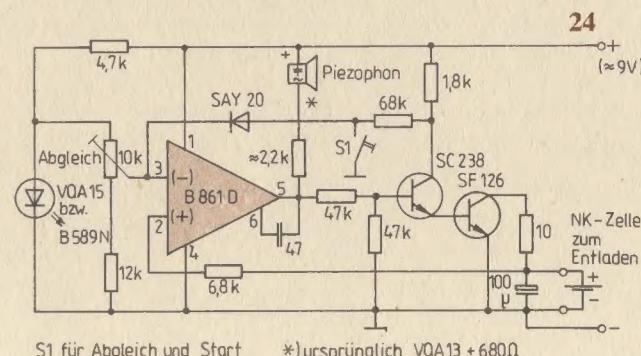 24
+
(≈9V)
4,7k
+
Piezophon
*
1,8k
SAY 20
68k
1
S1
Abgleich
10k
3
(−)
≈2,2k
SC 238
SF 126
VQA15
bzw.
B589N
B 861 D
5
47k
2
(+)
6
47
47k
10
NK-Zelle
zum
Entladen
4
12k
6,8k
100
µ
+
−
−
S1 für Abgleich und Start
*) ursprünglich VQA13 + 680Ω